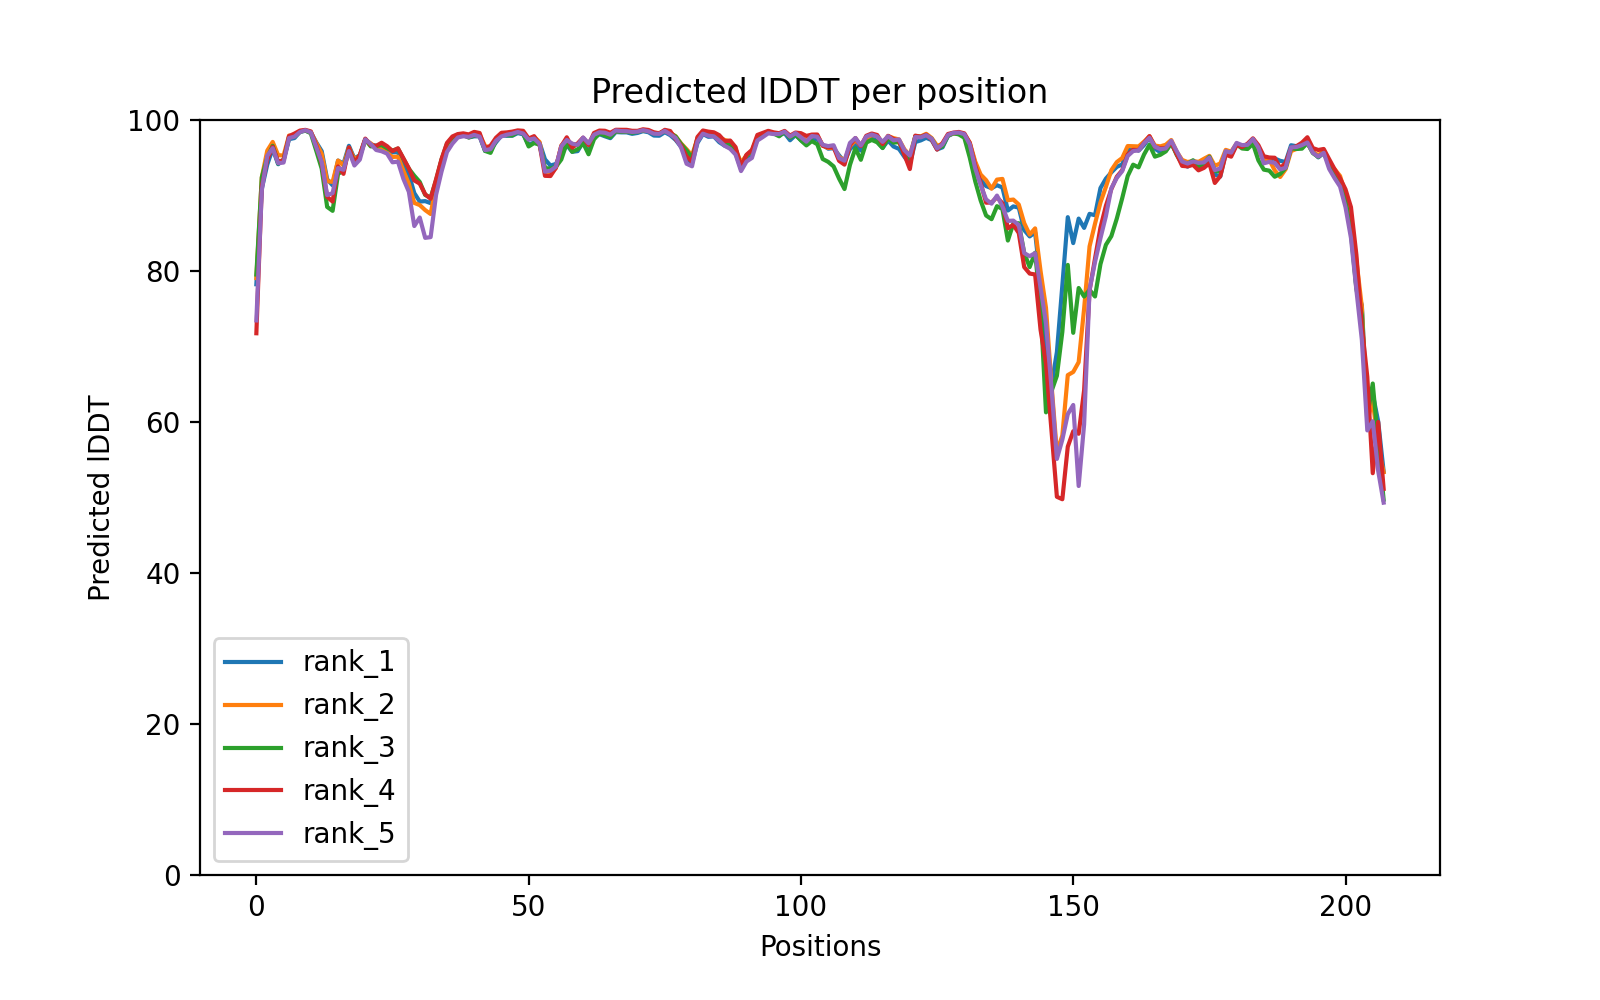 Predicted lDDT per position
100
80
60
40
20
0
Predicted lDDT
rank_1
rank_2
rank_3
rank_4
rank_5
0 50 100 150 200
Positions